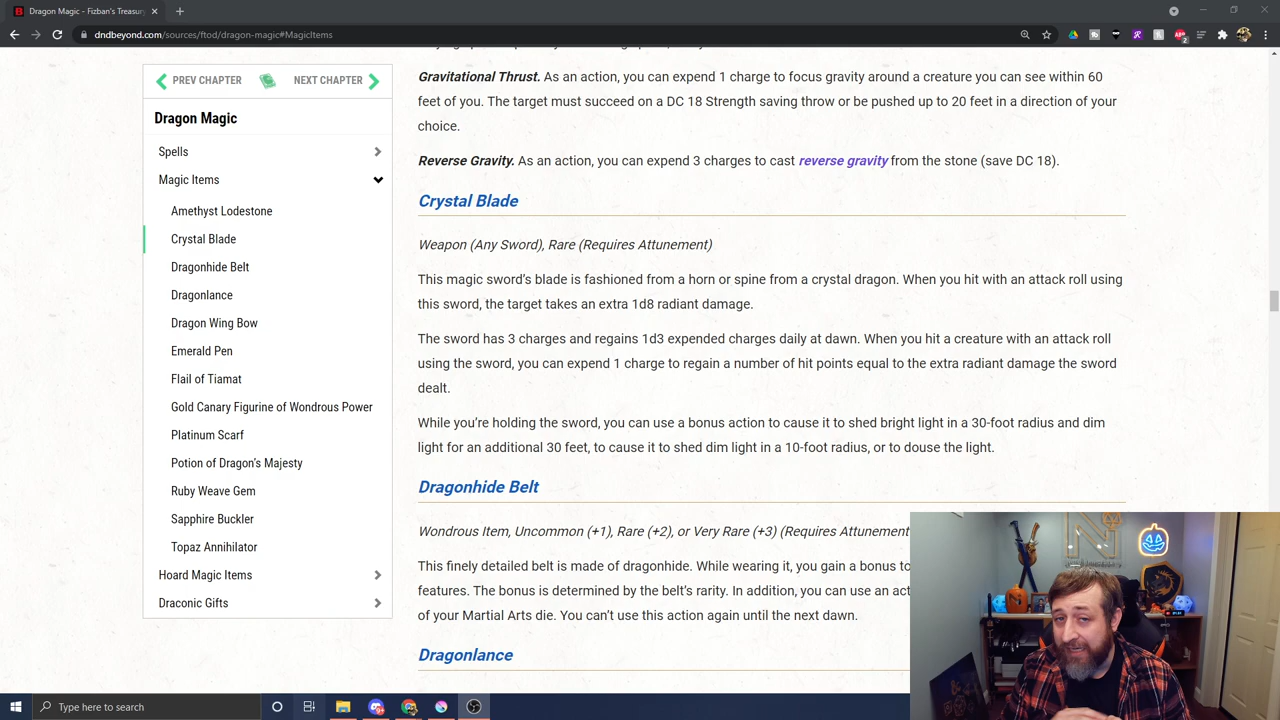 Dragon Magic - Fizban's Treasury
dndbeyond.com/sources/ftod/dragon-magic#MagicItems
PREV CHAPTER
NEXT CHAPTER
Dragon Magic
Spells
Magic Items
Amethyst Lodestone
Crystal Blade
Dragonhide Belt
Dragonlance
Dragon Wing Bow
Emerald Pen
Flail of Tiamat
Gold Canary Figurine of Wondrous Power
Platinum Scarf
Potion of Dragon's Majesty
Ruby Weave Gem
Sapphire Buckler
Topaz Annihilator
Hoard Magic Items
Draconic Gifts
Gravitational Thrust. As an action, you can expend 1 charge to focus gravity around a creature you can see within 60
feet of you. The target must succeed on a DC 18 Strength saving throw or be pushed up to 20 feet in a direction of your
choice.
Reverse Gravity. As an action, you can expend 3 charges to cast reverse gravity from the stone (save DC 18).
Crystal Blade
Weapon (Any Sword), Rare (Requires Attunement)
This magic sword's blade is fashioned from a horn or spine from a crystal dragon. When you hit with an attack roll using
this sword, the target takes an extra 1d8 radiant damage.
The sword has 3 charges and regains 1d3 expended charges daily at dawn. When you hit a creature with an attack roll
using the sword, you can expend 1 charge to regain a number of hit points equal to the extra radiant damage the sword
dealt.
While you're holding the sword, you can use a bonus action to cause it to shed bright light in a 30-foot radius and dim
light for an additional 30 feet, to cause it to shed dim light in a 10-foot radius, or to douse the light.
Dragonhide Belt
Wondrous Item, Uncommon (+1), Rare (+2), or Very Rare (+3) (Requires Attunement
This finely detailed belt is made of dragonhide. While wearing it, you gain a bonus to
features. The bonus is determined by the belt's rarity. In addition, you can use an act
of your Martial Arts die. You can't use this action again until the next dawn.
Dragonlance
Type here to search